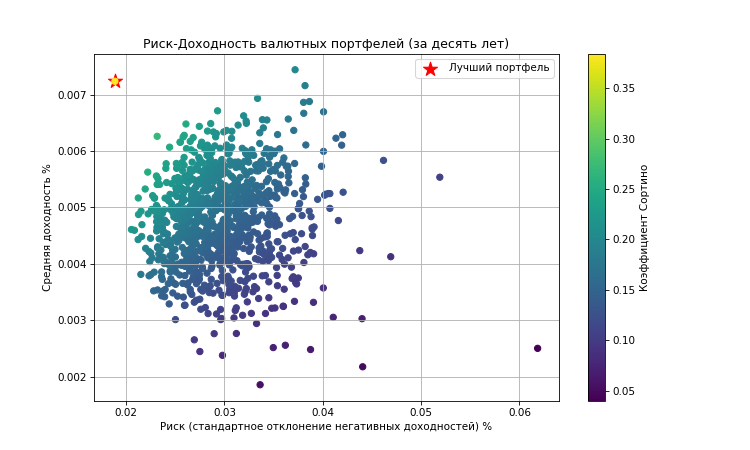 Риск-Доходность валютных портфелей (за десять лет)
Лучший портфель
Средняя доходность %
0.007
0.006
0.005
0.004
0.003
0.002
0.02 0.03 0.04 0.05 0.06
Риск (стандартное отклонение негативных доходностей) %
0.35
0.30
0.25
0.20
0.15
0.10
0.05
Коэффициент Сортино